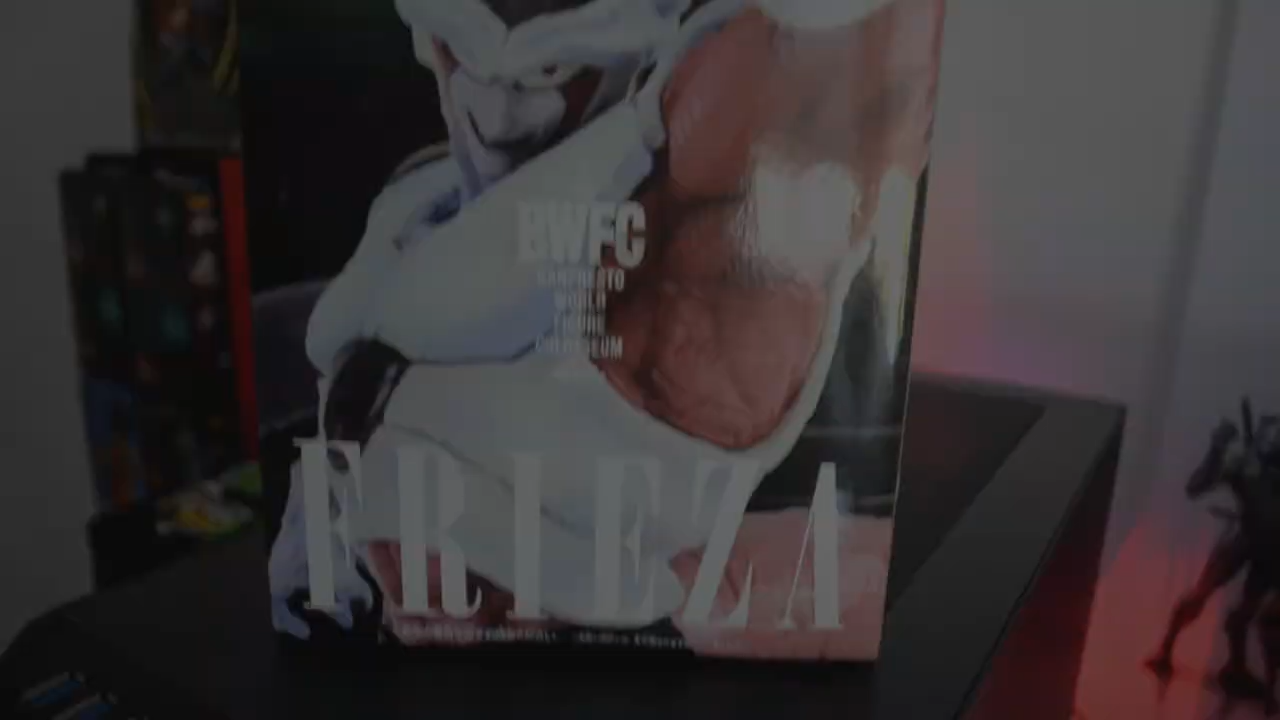 BWFC
BANPRESTO
WORLD
FIGURE
COLOSSEUM
FRIEZA